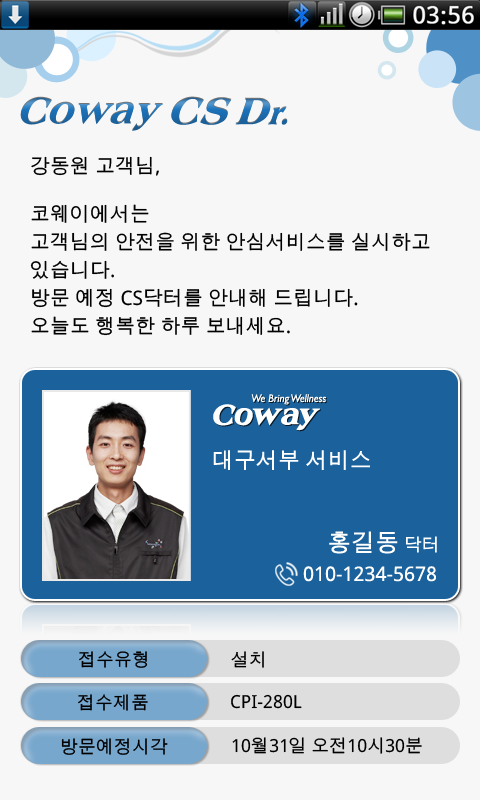 03:56
Coway CS Dr.
강동원 고객님,
코웨이에서는
고객님의 안전을 위한 안심서비스를 실시하고
있습니다.
방문 예정 CS닥터를 안내해 드립니다.
오늘도 행복한 하루 보내세요.
We Bring Wellness
coway
대구서부 서비스
홍길동 닥터
010-1234-5678
접수유형 설치
접수제품 CPI-280L
방문예정시각 10월31일 오전10시30분